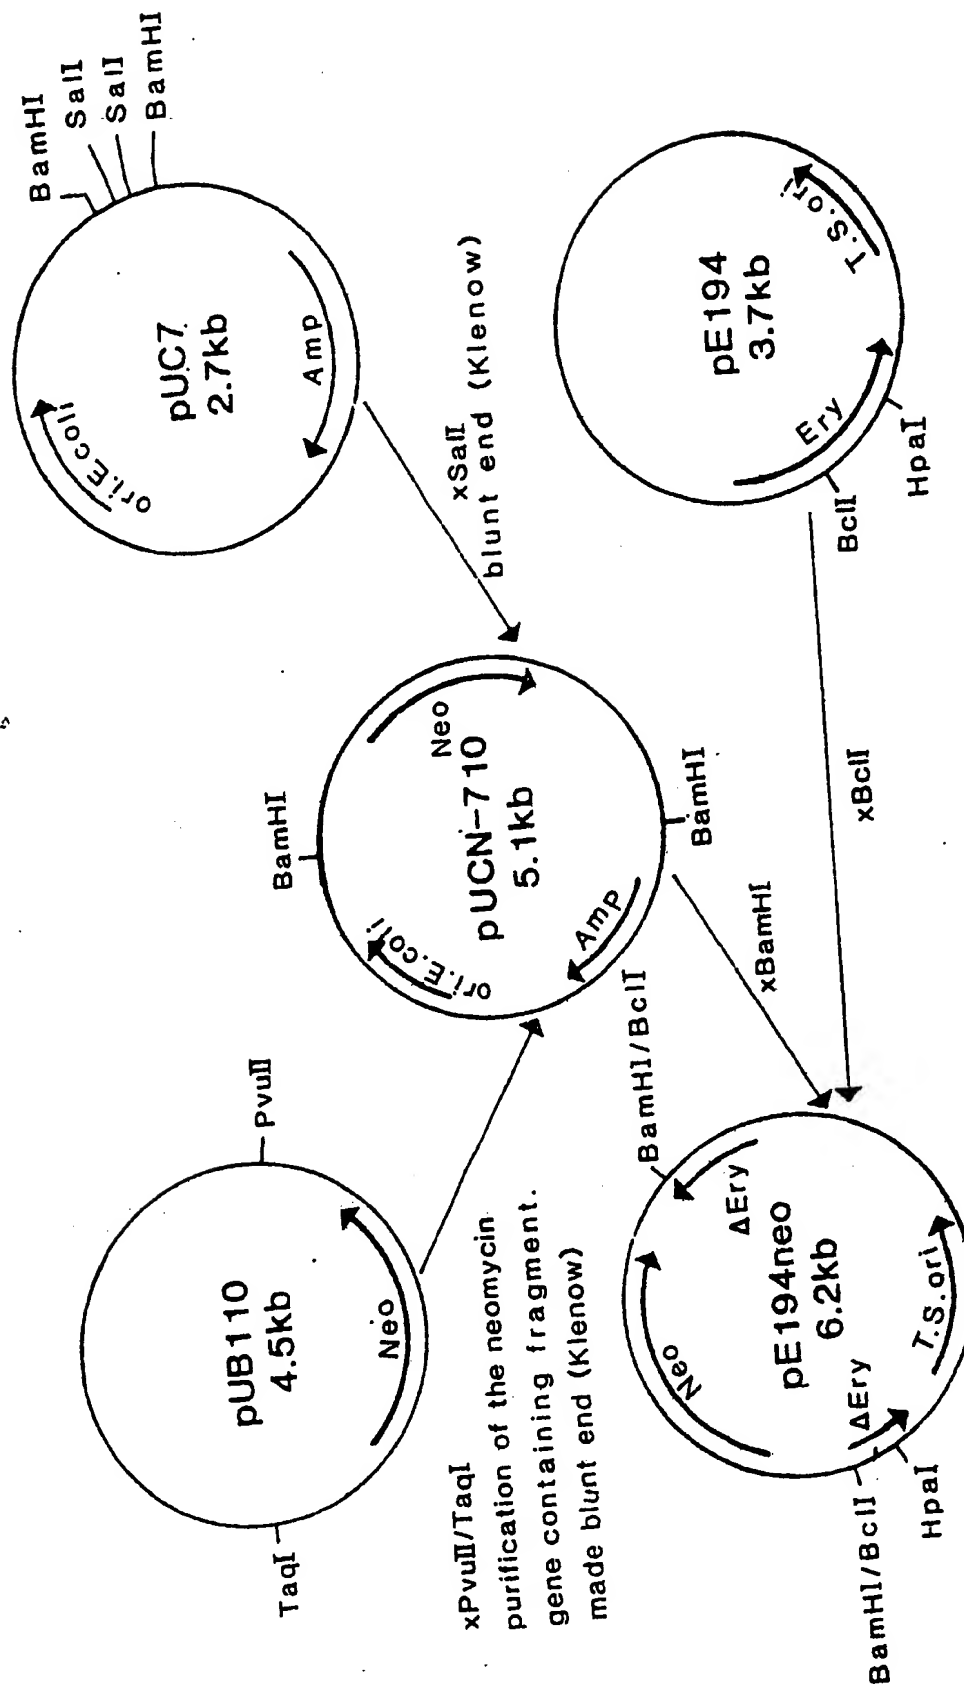 TaqI
PvuII
pUB110
4.5kb
Neo
xPvuII/TaqI
purification of the neomycin
gene containing fragment.
made blunt end (Klenow)
BamHI
pUCN-710
5.1kb
Neo
ori.E.coli
Amp
BamHI
BamHI
SalI
SalI
BamHI
pUC7
2.7kb
ori.E.coli
Amp
xSalI
blunt end (Klenow)
BamHI/BclI
pE194neo
6.2kb
Neo
ΔEry
ΔEry
T.S.ori
BamHI/BclI
HpaI
xBamHI
xBclI
pE194
3.7kb
Ery
T.S.ori
BclI
HpaI